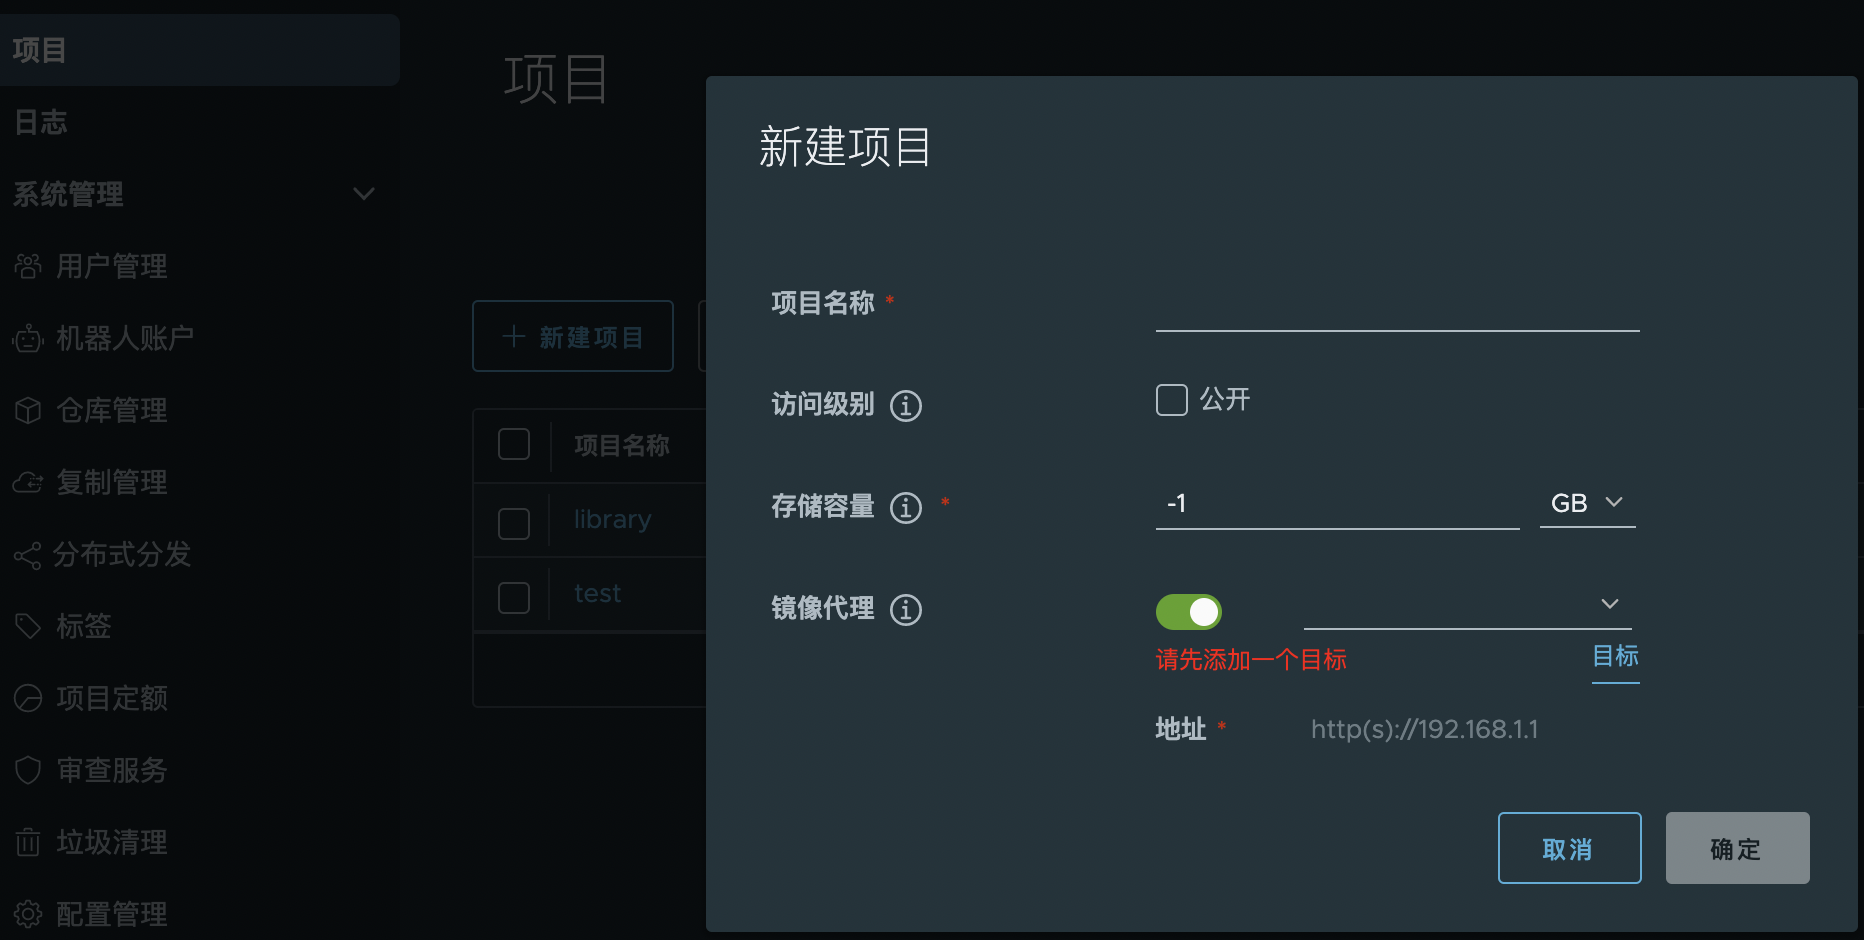 项目
日志
系统管理
用户管理
机器人账户
仓库管理
复制管理
分布式分发
标签
项目定额
审查服务
垃圾清理
配置管理
项目
新建项目
项目名称
library
test
新建项目
项目名称 *
访问级别
公开
存储容量 *
-1
GB
镜像代理
请先添加一个目标
目标
地址 *
http(s)://192.168.1.1
取消
确定